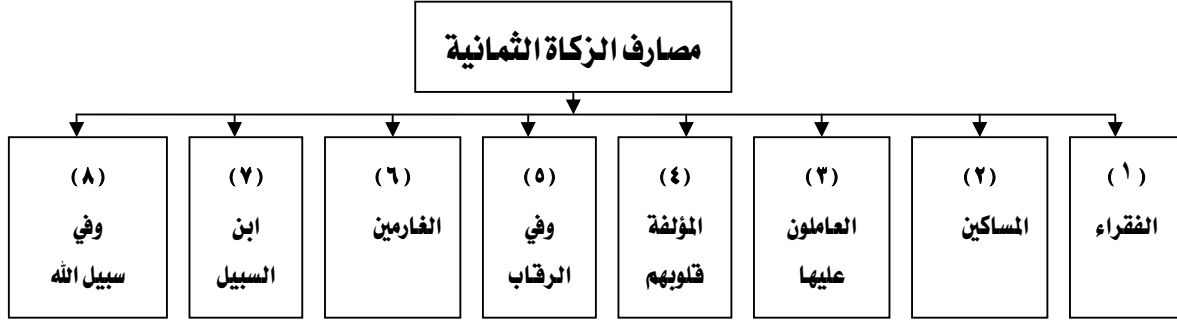 مصارف الزكاة الثمانية
(١)
الفقراء
(٢)
المساكين
(٣)
العاملون
عليها
(٤)
المؤلفة
قلوبهم
(٥)
وفي
الرقاب
(٦)
الغارمين
(٧)
ابن
السبيل
(٨)
وفي
سبيل الله